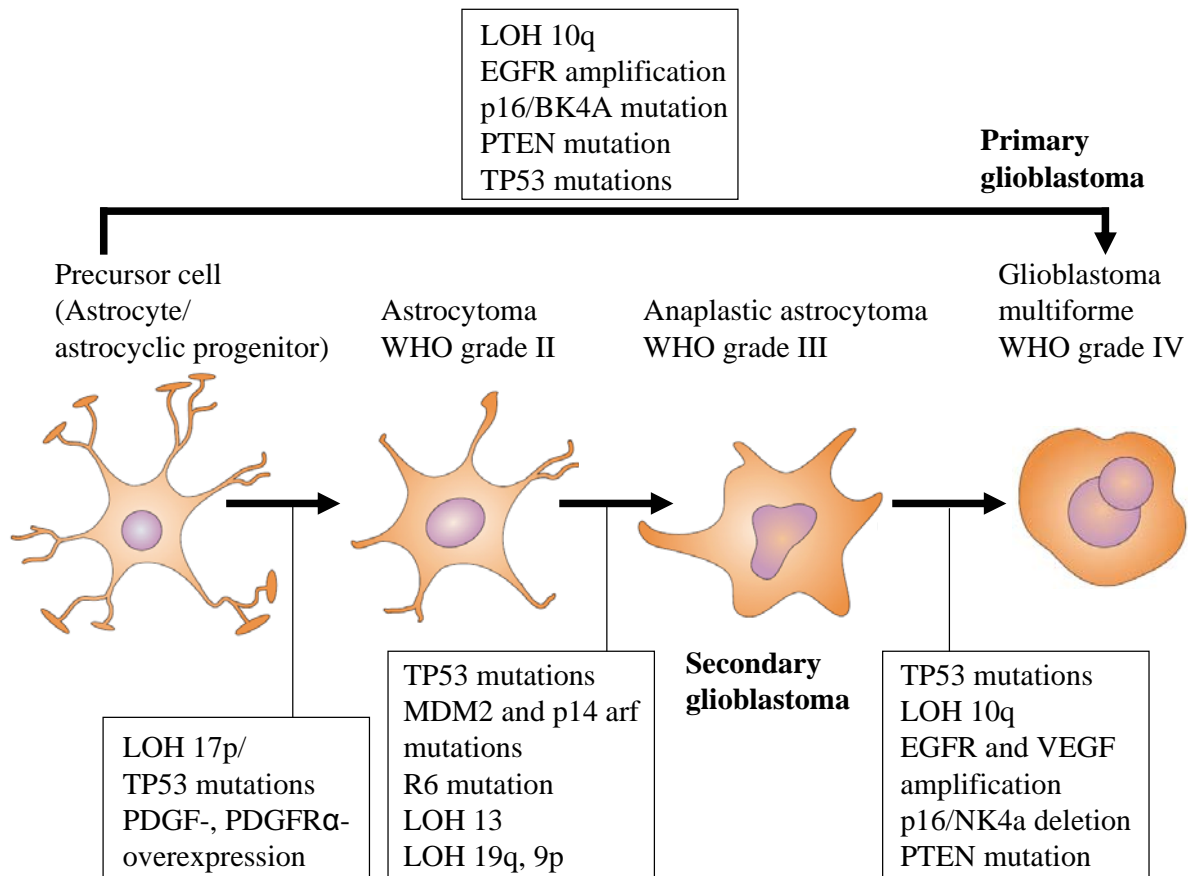 LOH 10q
EGFR amplification
p16/BK4A mutation
PTEN mutation
TP53 mutations
Primary
glioblastoma
Precursor cell
(Astrocyte/
astrocyclic progenitor)
Astrocytoma
WHO grade II
Anaplastic astrocytoma
WHO grade III
Glioblastoma
multiforme
WHO grade IV
LOH 17p/
TP53 mutations
PDGF-, PDGFRα-
overexpression
TP53 mutations
MDM2 and p14 arf
mutations
R6 mutation
LOH 13
LOH 19q, 9p
Secondary
glioblastoma
TP53 mutations
LOH 10q
EGFR and VEGF
amplification
p16/NK4a deletion
PTEN mutation